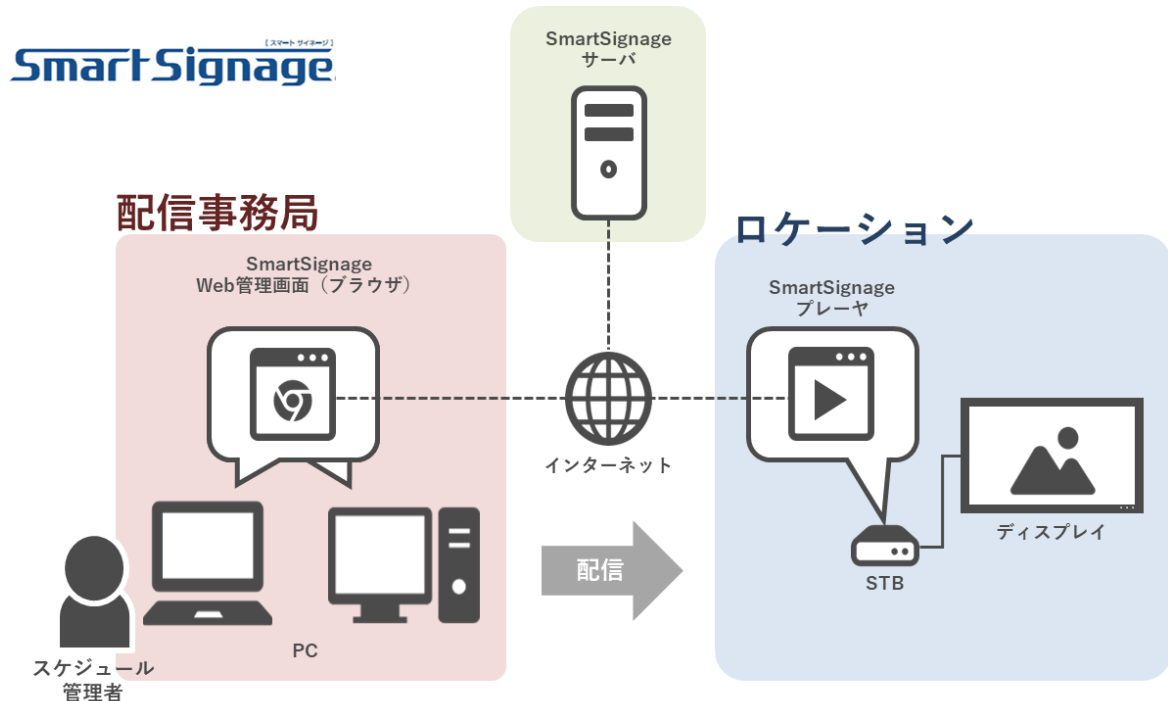 [スマート サイネージ]
SmartSignage
SmartSignage
サーバ
配信事務局
SmartSignage
Web管理画面（ブラウザ）
ロケーション
SmartSignage
プレーヤ
インターネット
ディスプレイ
配信
STB
PC
スケジュール
管理者